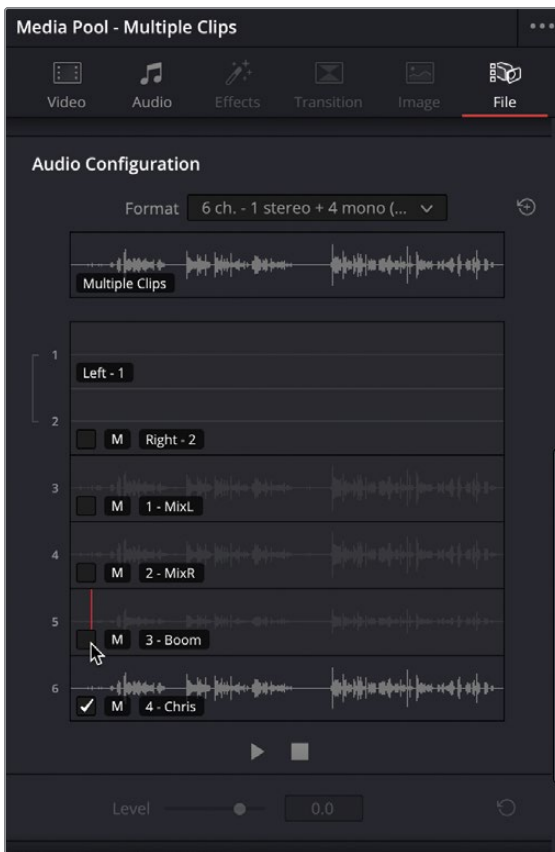 Media Pool - Multiple Clips
Video Audio Effects Transition Image File
Audio Configuration
Format 6 ch. - 1 stereo + 4 mono (...
Multiple Clips
1
Left - 1
2
M Right - 2
3
M 1 - MixL
4
M 2 - MixR
5
M 3 - Boom
6
M 4 - Chris
Level 0.0